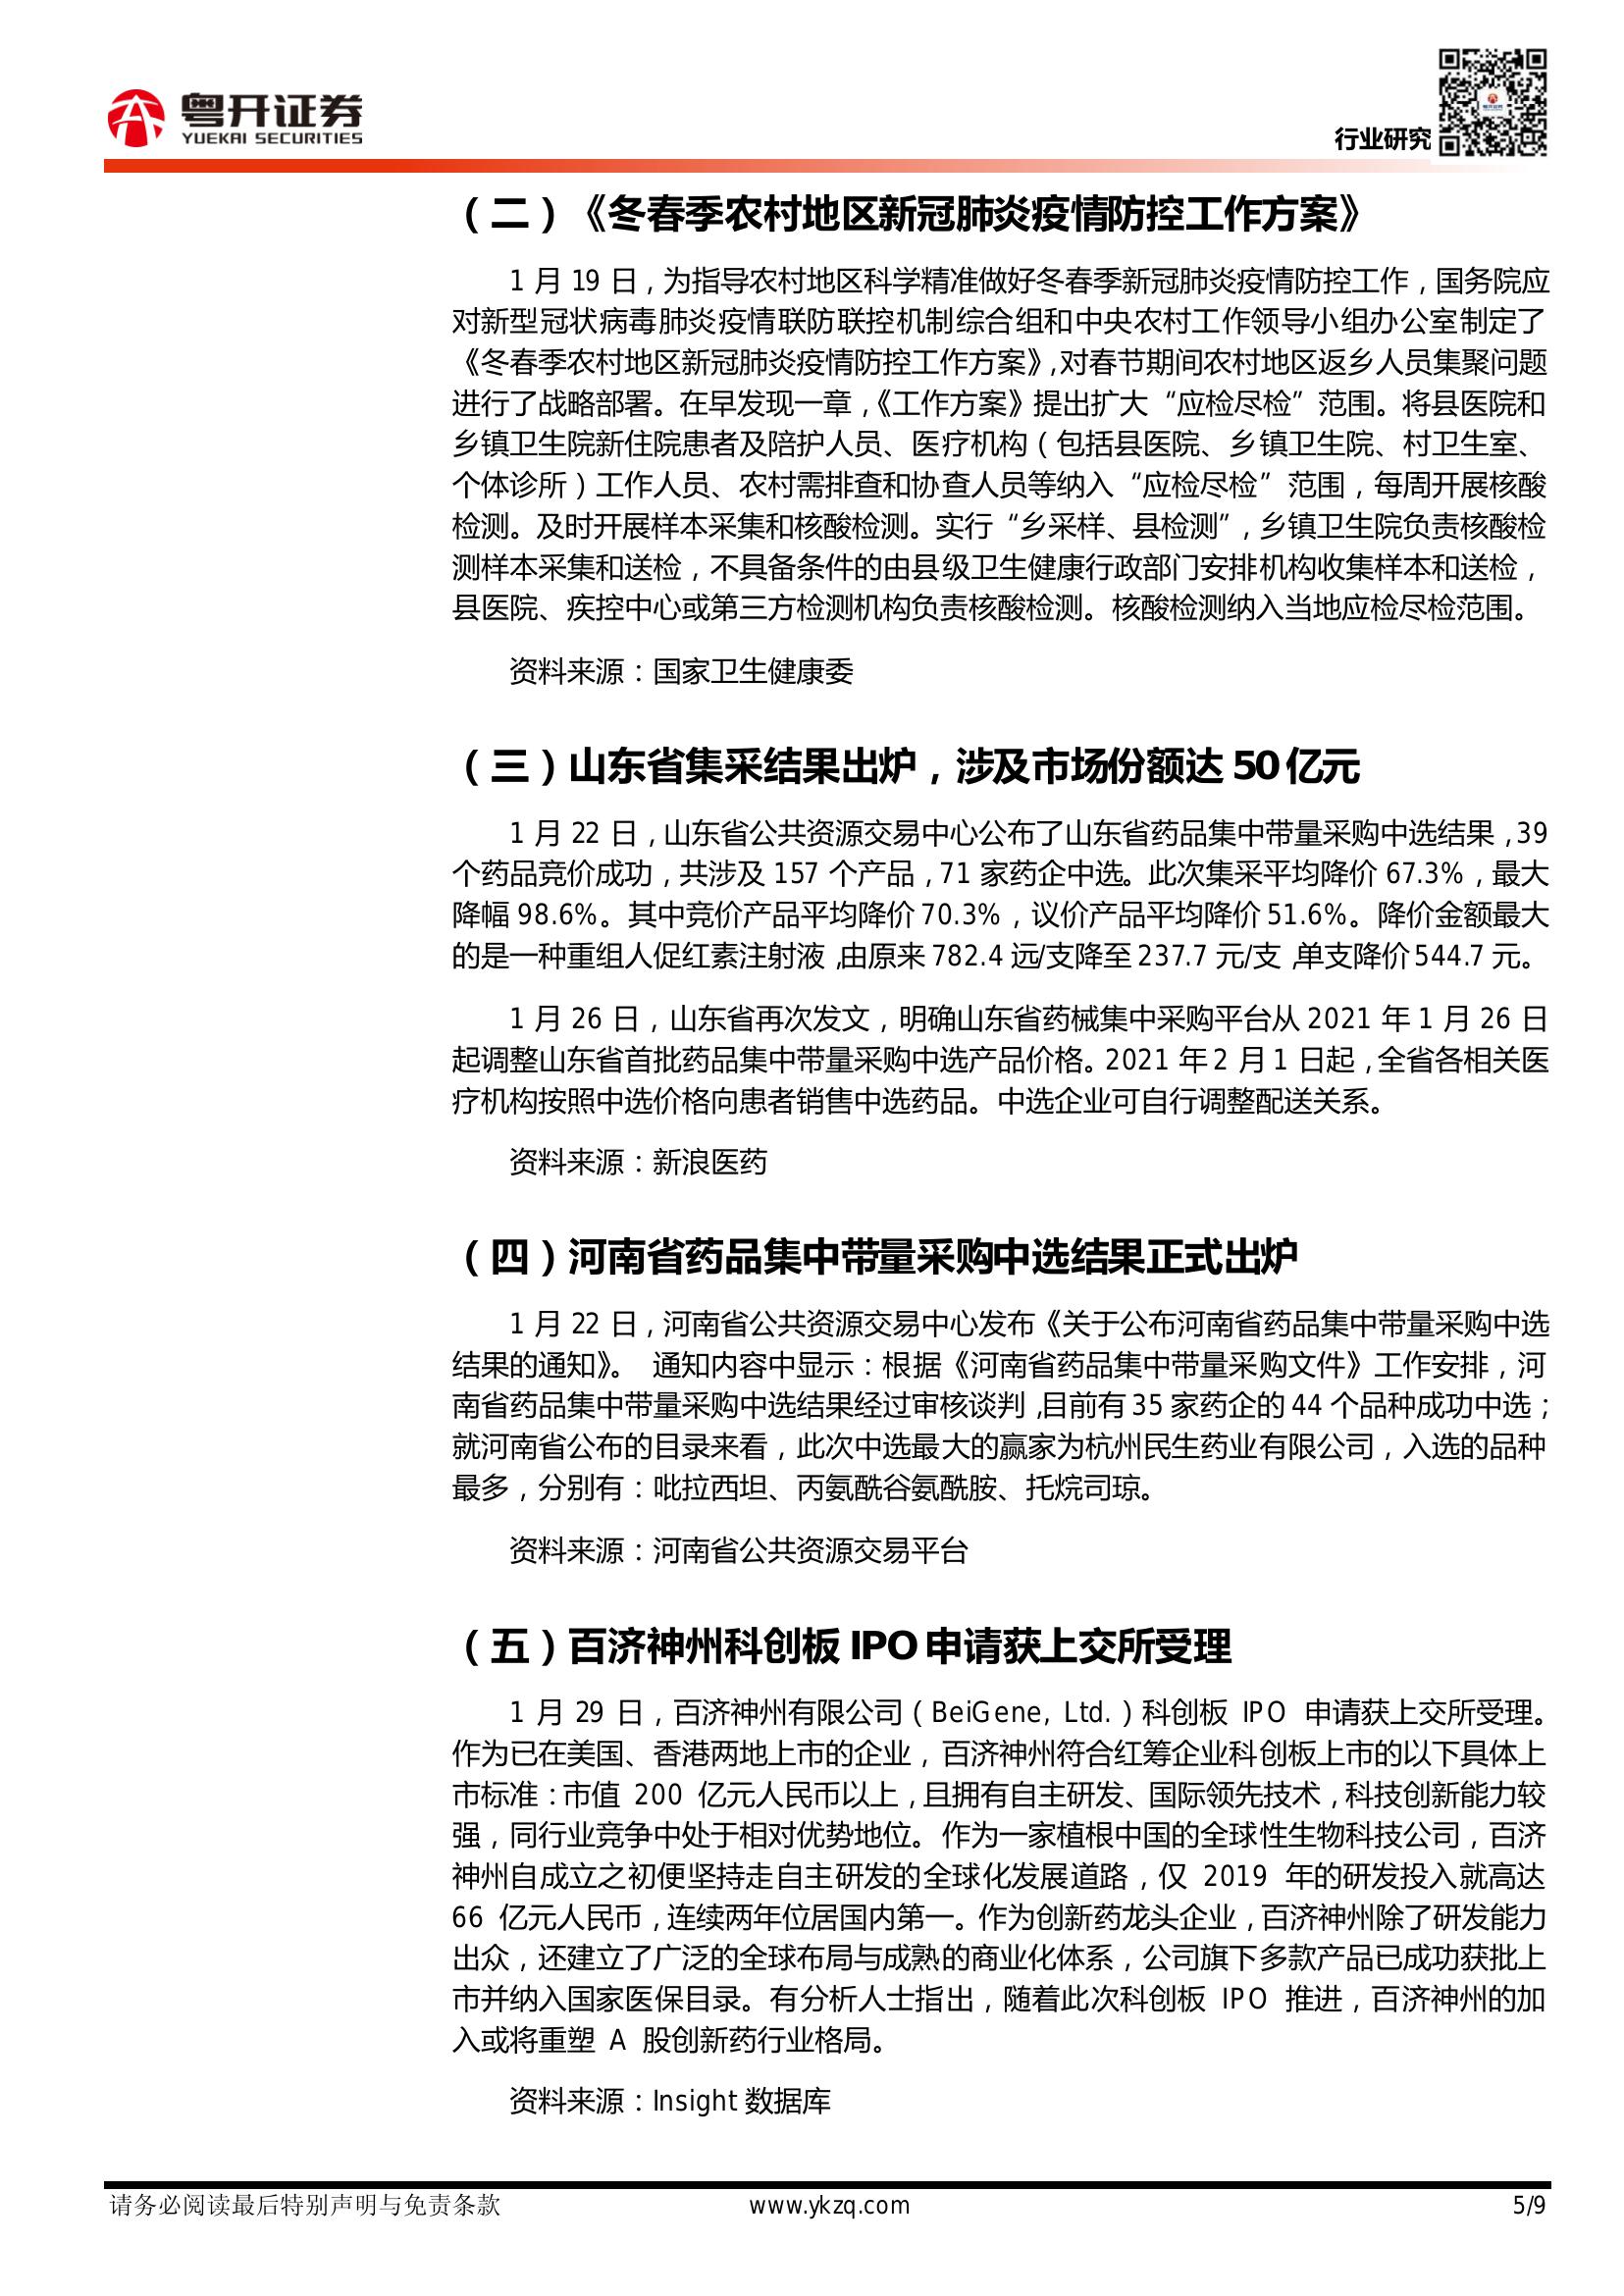 粤开证券
YUEKAI SECURITIES
行业研究
（二）《冬春季农村地区新冠肺炎疫情防控工作方案》
1 月 19 日，为指导农村地区科学精准做好冬春季新冠肺炎疫情防控工作，国务院应
对新型冠状病毒肺炎疫情联防联控机制综合组和中央农村工作领导小组办公室制定了
《冬春季农村地区新冠肺炎疫情防控工作方案》，对春节期间农村地区返乡人员集聚问题
进行了战略部署。在早发现一章，《工作方案》提出扩大“应检尽检”范围。将县医院和
乡镇卫生院新住院患者及陪护人员、医疗机构（包括县医院、乡镇卫生院、村卫生室、
个体诊所）工作人员、农村需排查和协查人员等纳入“应检尽检”范围，每周开展核酸
检测。及时开展样本采集和核酸检测。实行“乡采样、县检测”，乡镇卫生院负责核酸检
测样本采集和送检，不具备条件的由县级卫生健康行政部门安排机构收集样本和送检，
县医院、疾控中心或第三方检测机构负责核酸检测。核酸检测纳入当地应检尽检范围。
资料来源：国家卫生健康委
（三）山东省集采结果出炉，涉及市场份额达 50 亿元
1 月 22 日，山东省公共资源交易中心公布了山东省药品集中带量采购中选结果，39
个药品竞价成功，共涉及 157 个产品，71 家药企中选。此次集采平均降价 67.3%，最大
降幅 98.6%。其中竞价产品平均降价 70.3%，议价产品平均降价 51.6%。降价金额最大
的是一种重组人促红素注射液，由原来 782.4 远/支降至 237.7 元/支，单支降价 544.7 元。
1 月 26 日，山东省再次发文，明确山东省药械集中采购平台从 2021 年 1 月 26 日
起调整山东省首批药品集中带量采购中选产品价格。2021 年 2 月 1 日起，全省各相关医
疗机构按照中选价格向患者销售中选药品。中选企业可自行调整配送关系。
资料来源：新浪医药
（四）河南省药品集中带量采购中选结果正式出炉
1 月 22 日，河南省公共资源交易中心发布《关于公布河南省药品集中带量采购中选
结果的通知》。 通知内容中显示：根据《河南省药品集中带量采购文件》工作安排，河
南省药品集中带量采购中选结果经过审核谈判，目前有 35 家药企的 44 个品种成功中选；
就河南省公布的目录来看，此次中选最大的赢家为杭州民生药业有限公司，入选的品种
最多，分别有：吡拉西坦、丙氨酰谷氨酰胺、托烷司琼。
资料来源：河南省公共资源交易平台
（五）百济神州科创板 IPO 申请获上交所受理
1 月 29 日，百济神州有限公司（BeiGene, Ltd.）科创板 IPO 申请获上交所受理。
作为已在美国、香港两地上市的企业，百济神州符合红筹企业科创板上市的以下具体上
市标准：市值 200 亿元人民币以上，且拥有自主研发、国际领先技术，科技创新能力较
强，同行业竞争中处于相对优势地位。作为一家植根中国的全球性生物科技公司，百济
神州自成立之初便坚持走自主研发的全球化发展道路，仅 2019 年的研发投入就高达
66 亿元人民币，连续两年位居国内第一。作为创新药龙头企业，百济神州除了研发能力
出众，还建立了广泛的全球布局与成熟的商业化体系，公司旗下多款产品已成功获批上
市并纳入国家医保目录。有分析人士指出，随着此次科创板 IPO 推进，百济神州的加
入或将重塑 A 股创新药行业格局。
资料来源：Insight 数据库
请务必阅读最后特别声明与免责条款
www.ykzq.com
5/9